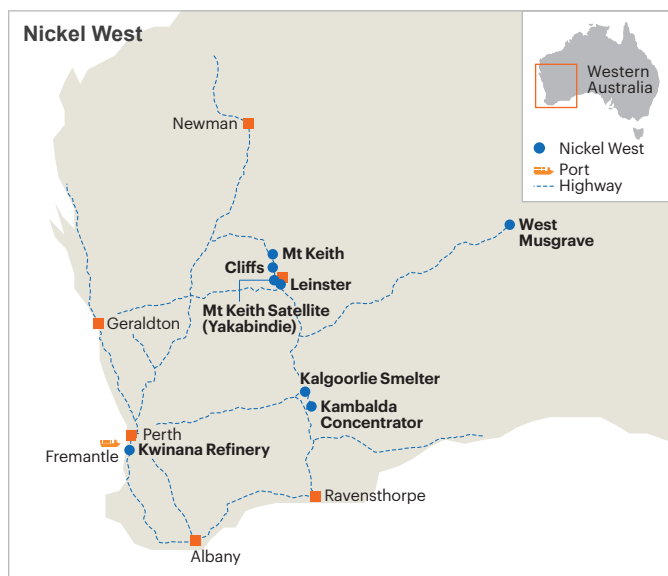 Nickel West
Western
Australia
Nickel West
Port
Highway
Newman
West
Musgrave
Mt Keith
Cliffs
Leinster
Mt Keith Satellite
(Yakabindie)
Geraldton
Kalgoorlie Smelter
Kambalda
Concentrator
Perth
Kwinana Refinery
Fremantle
Ravensthorpe
Albany